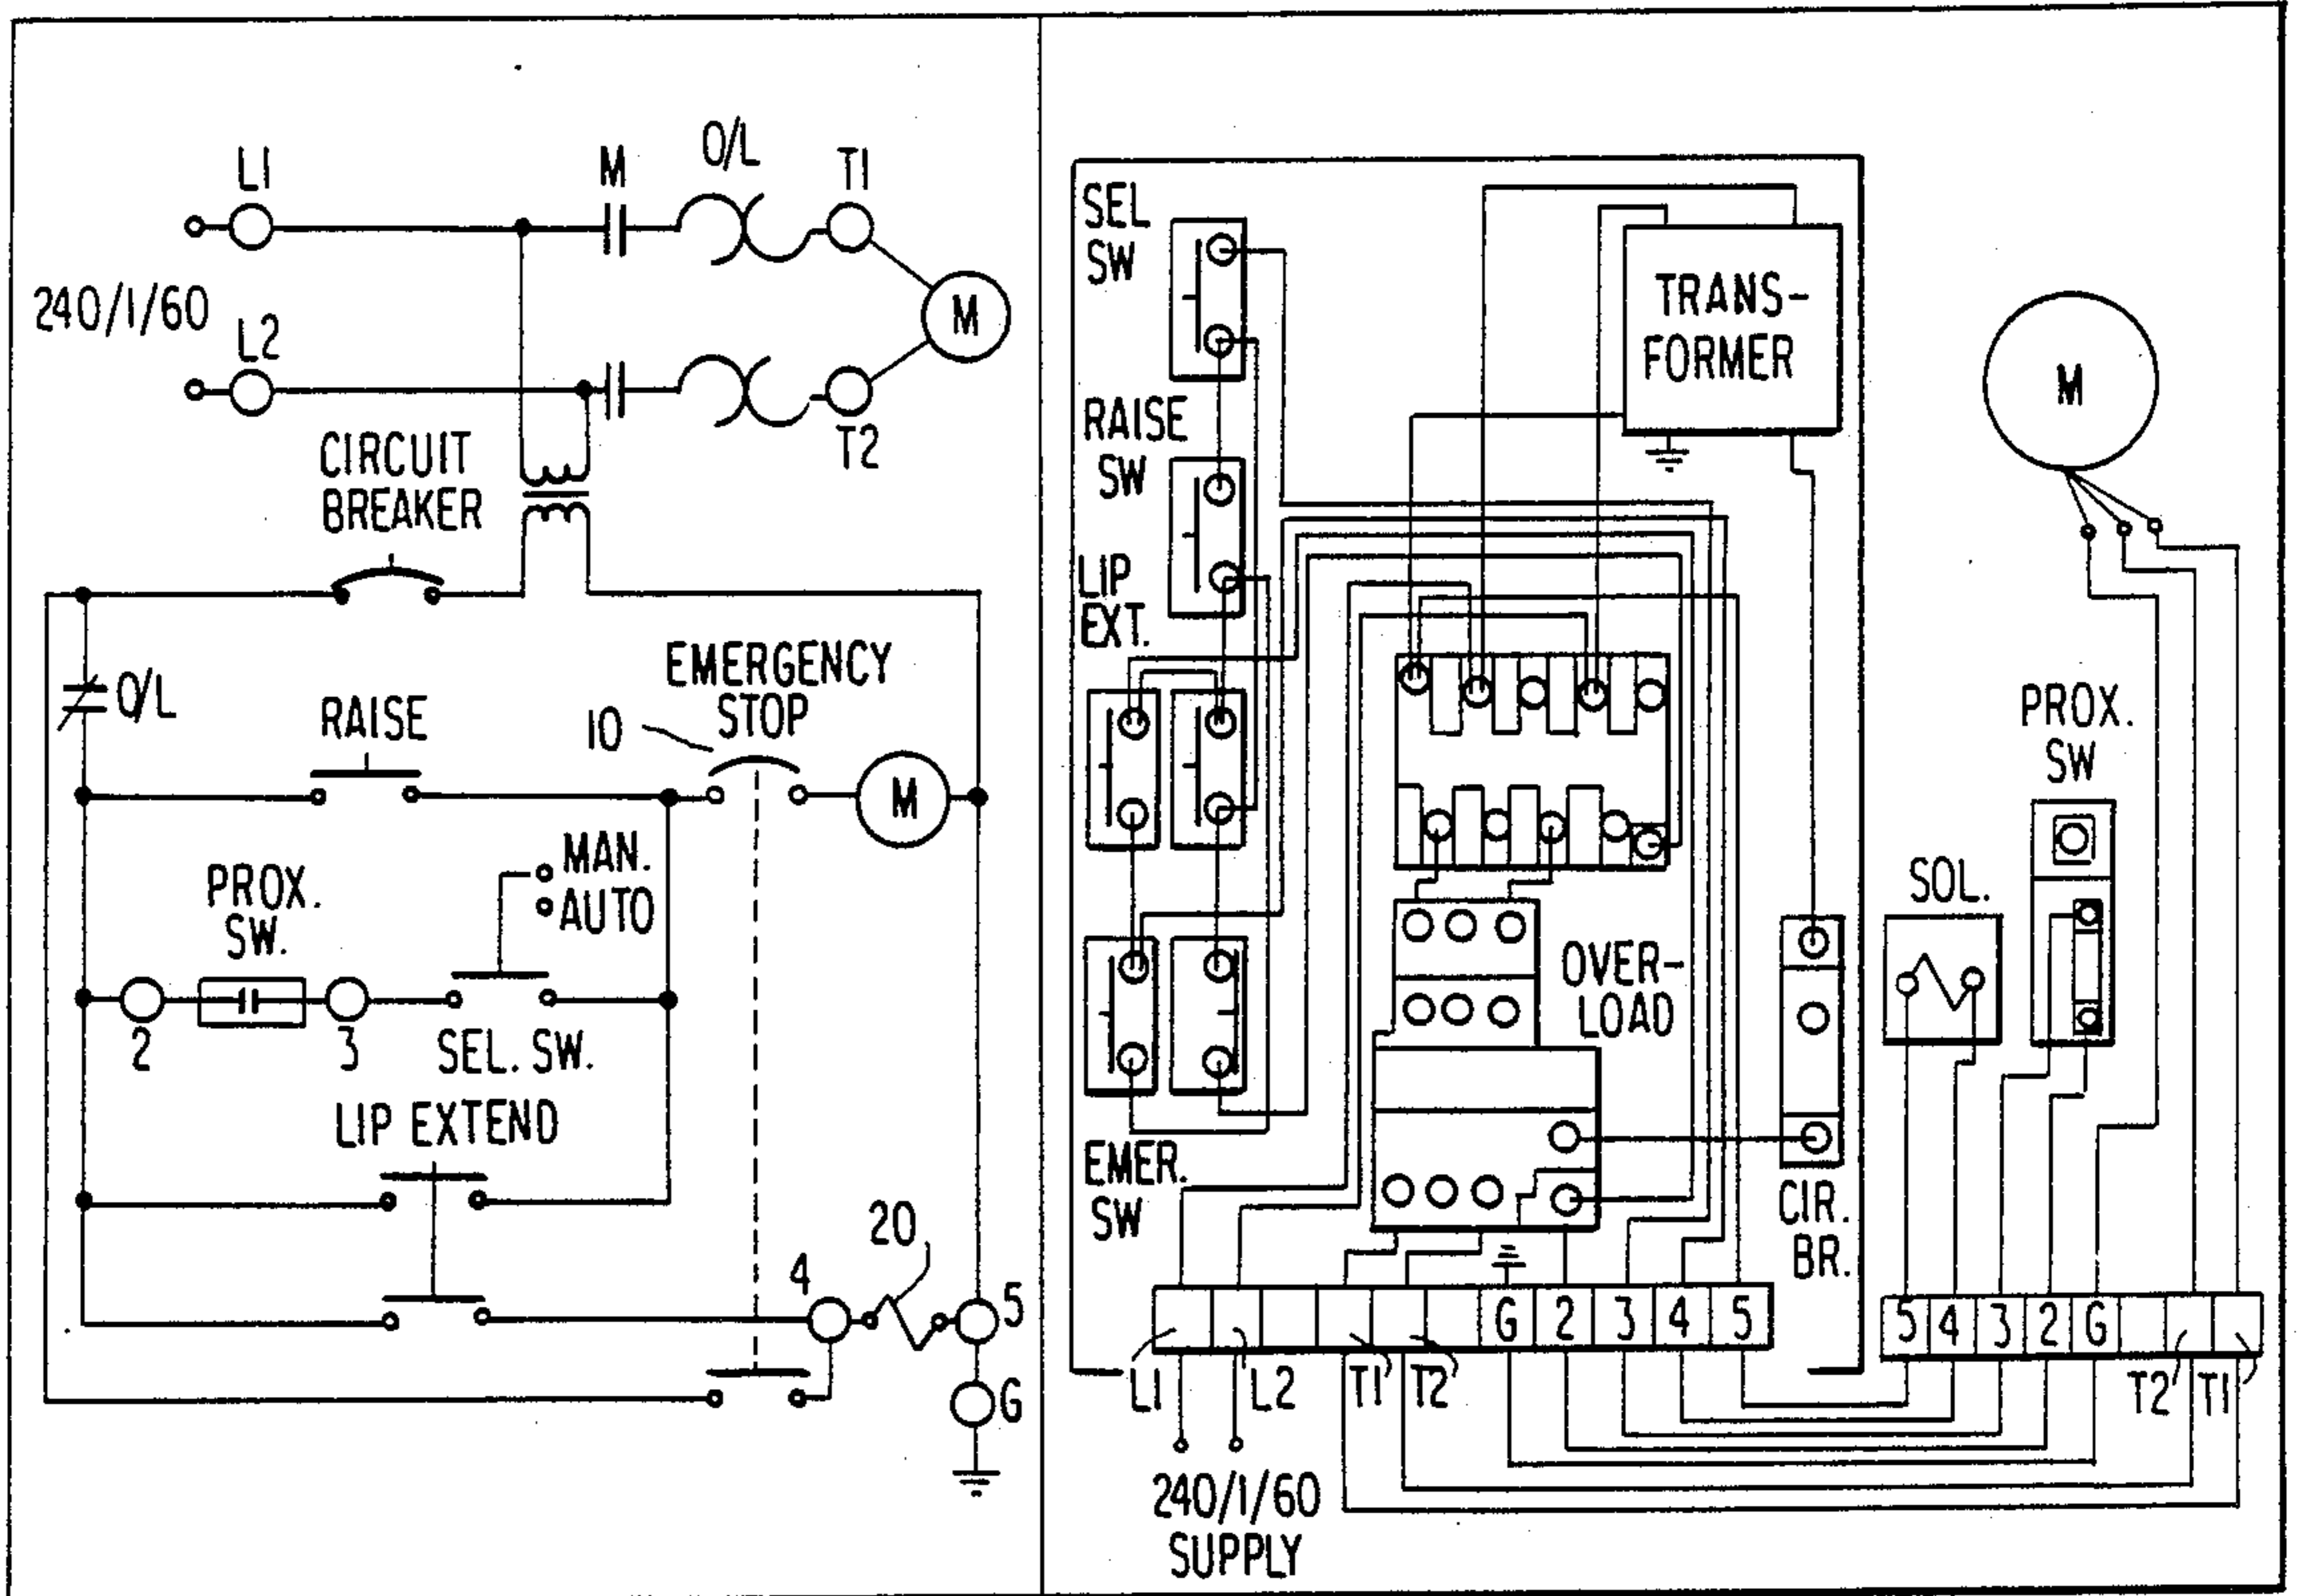 L1
M
O/L
T1
240/1/60
M
L2
T2
CIRCUIT
BREAKER
O/L
RAISE
EMERGENCY
STOP
10
M
MAN.
AUTO
PROX.
SW.
2
3
SEL. SW.
LIP EXTEND
20
4
5
G
SEL
SW
TRANS-
FORMER
M
RAISE
SW
LIP
EXT.
PROX.
SW
SOL.
OVER-
LOAD
EMER.
SW
CIR.
BR.
G 2 3 4 5
5 4 3 2 G
L1 L2 T1 T2
T2 T1
240/1/60
SUPPLY